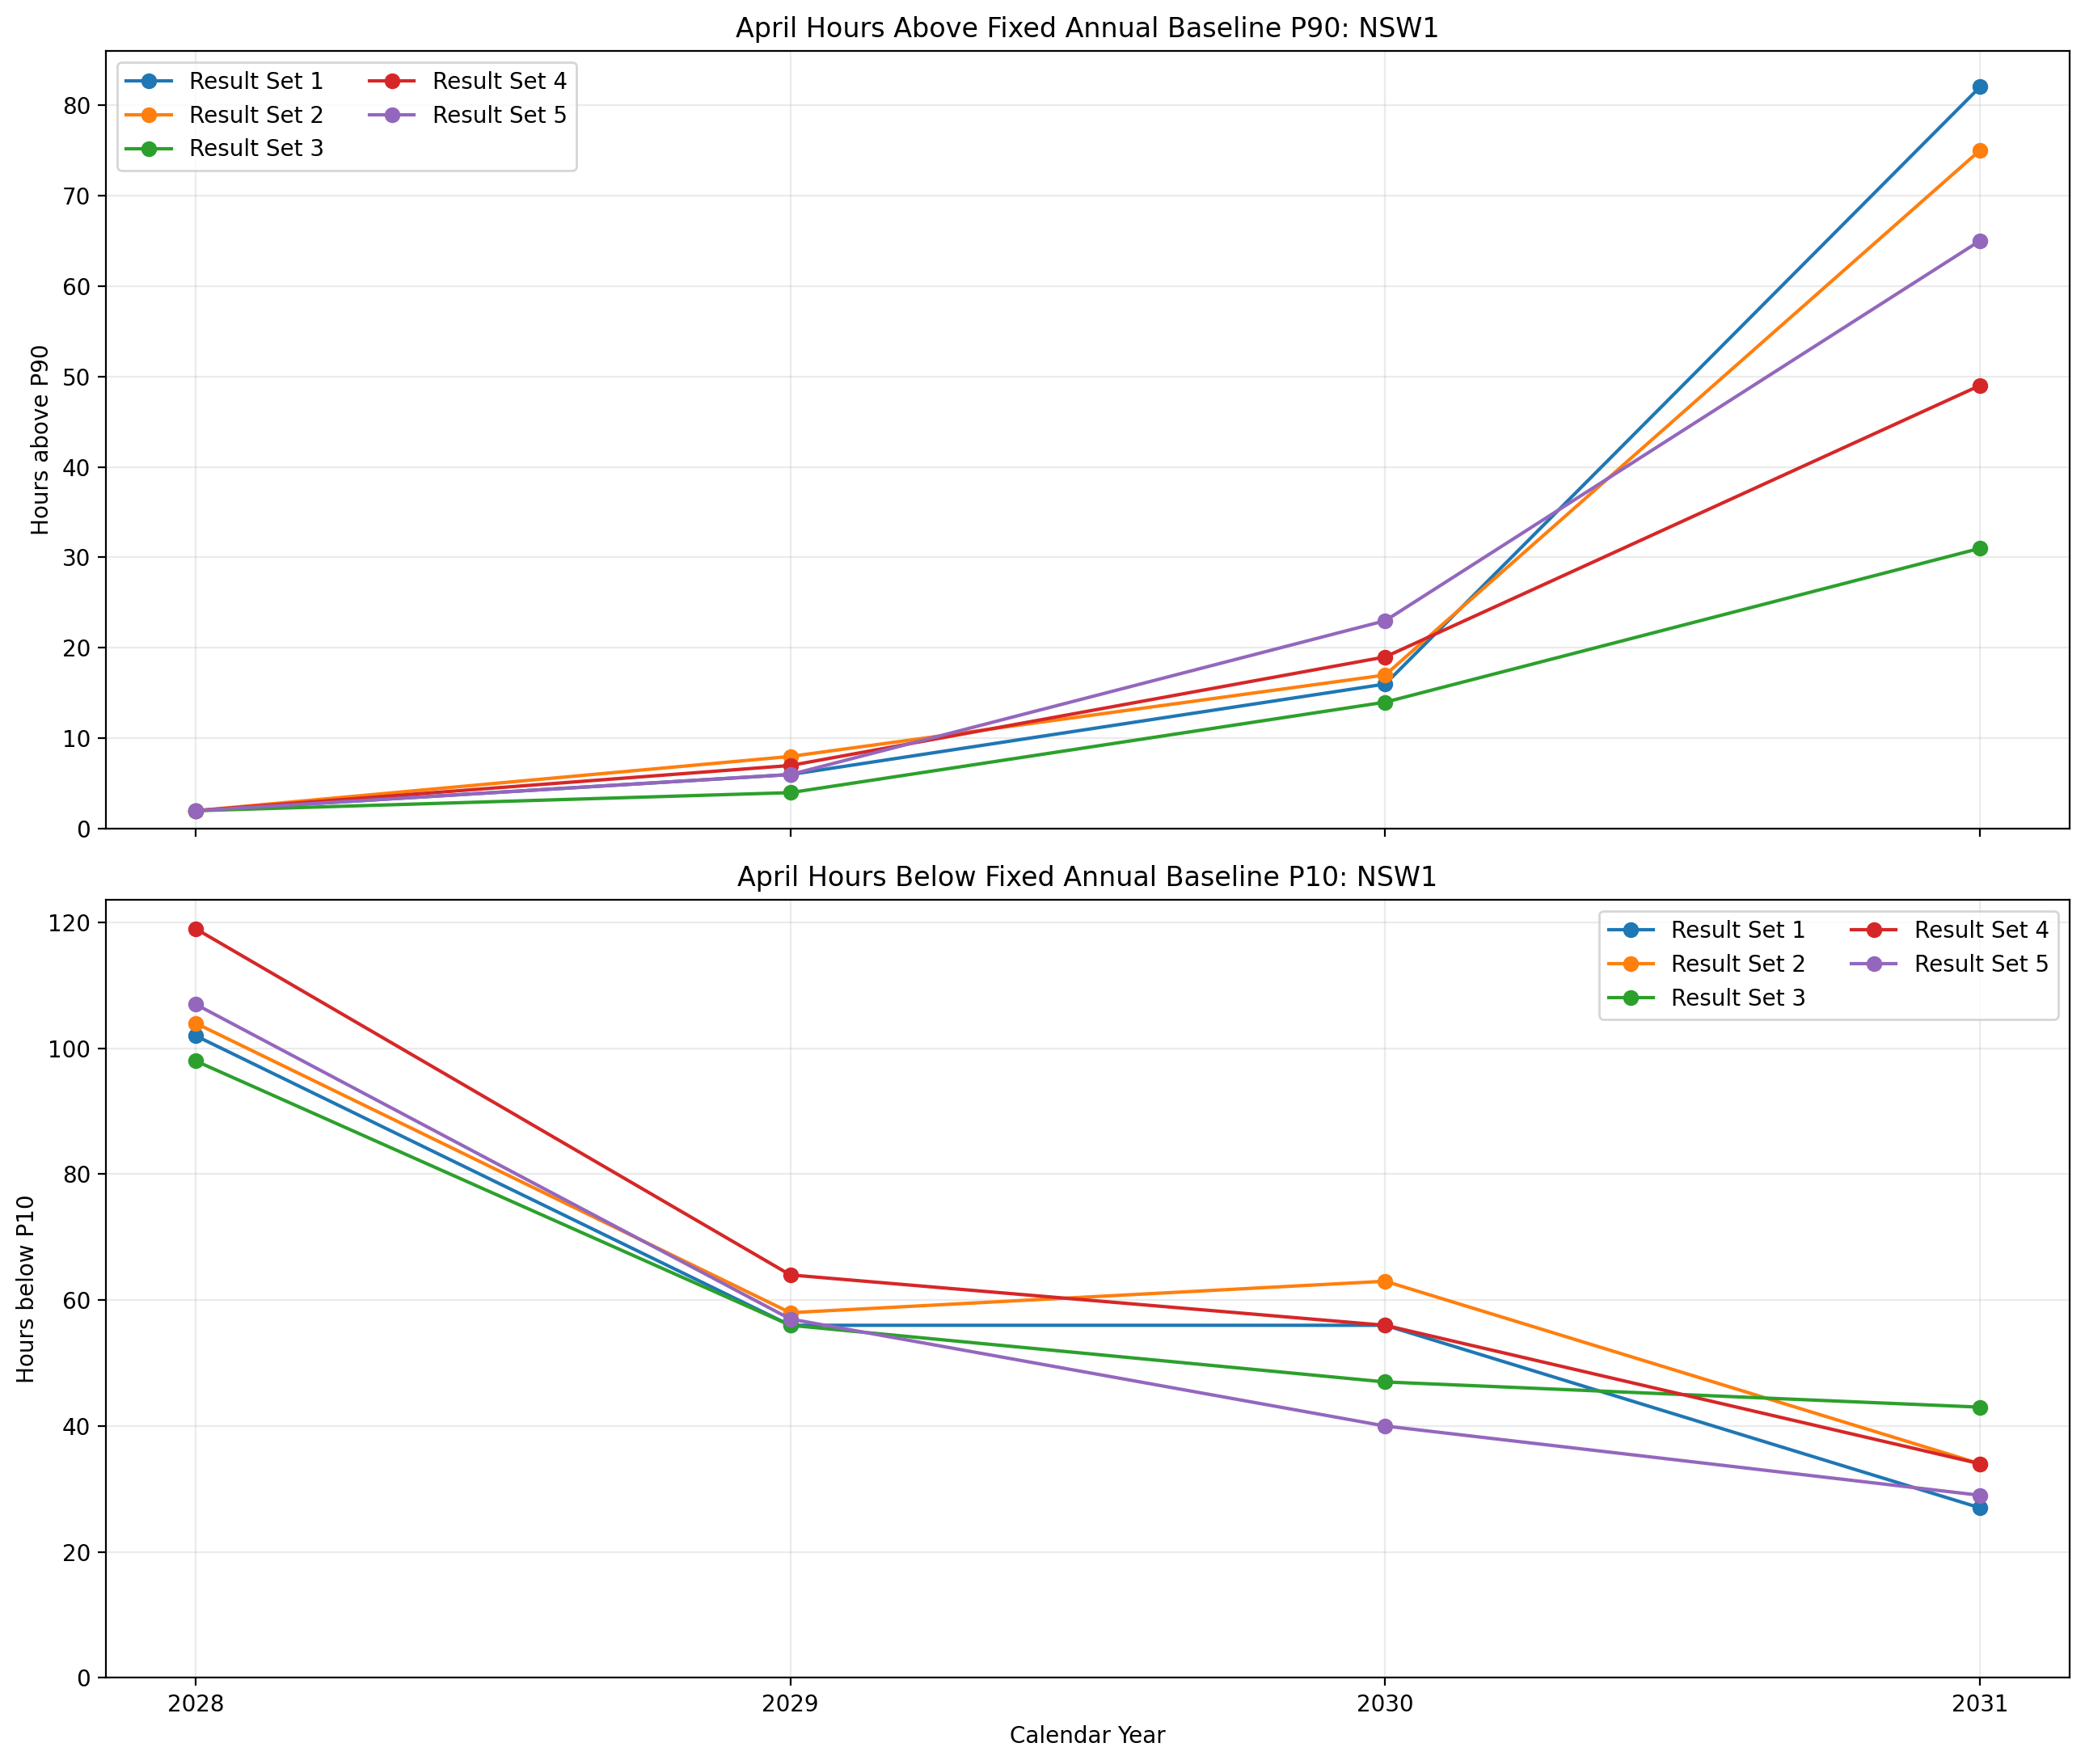 April Hours Above Fixed Annual Baseline P90: NSW1
Result Set 1
Result Set 2
Result Set 3
Result Set 4
Result Set 5
Hours above P90
80
70
60
50
40
30
20
10
0
April Hours Below Fixed Annual Baseline P10: NSW1
Result Set 1
Result Set 2
Result Set 3
Result Set 4
Result Set 5
Hours below P10
120
100
80
60
40
20
0
2028
2029
2030
2031
Calendar Year